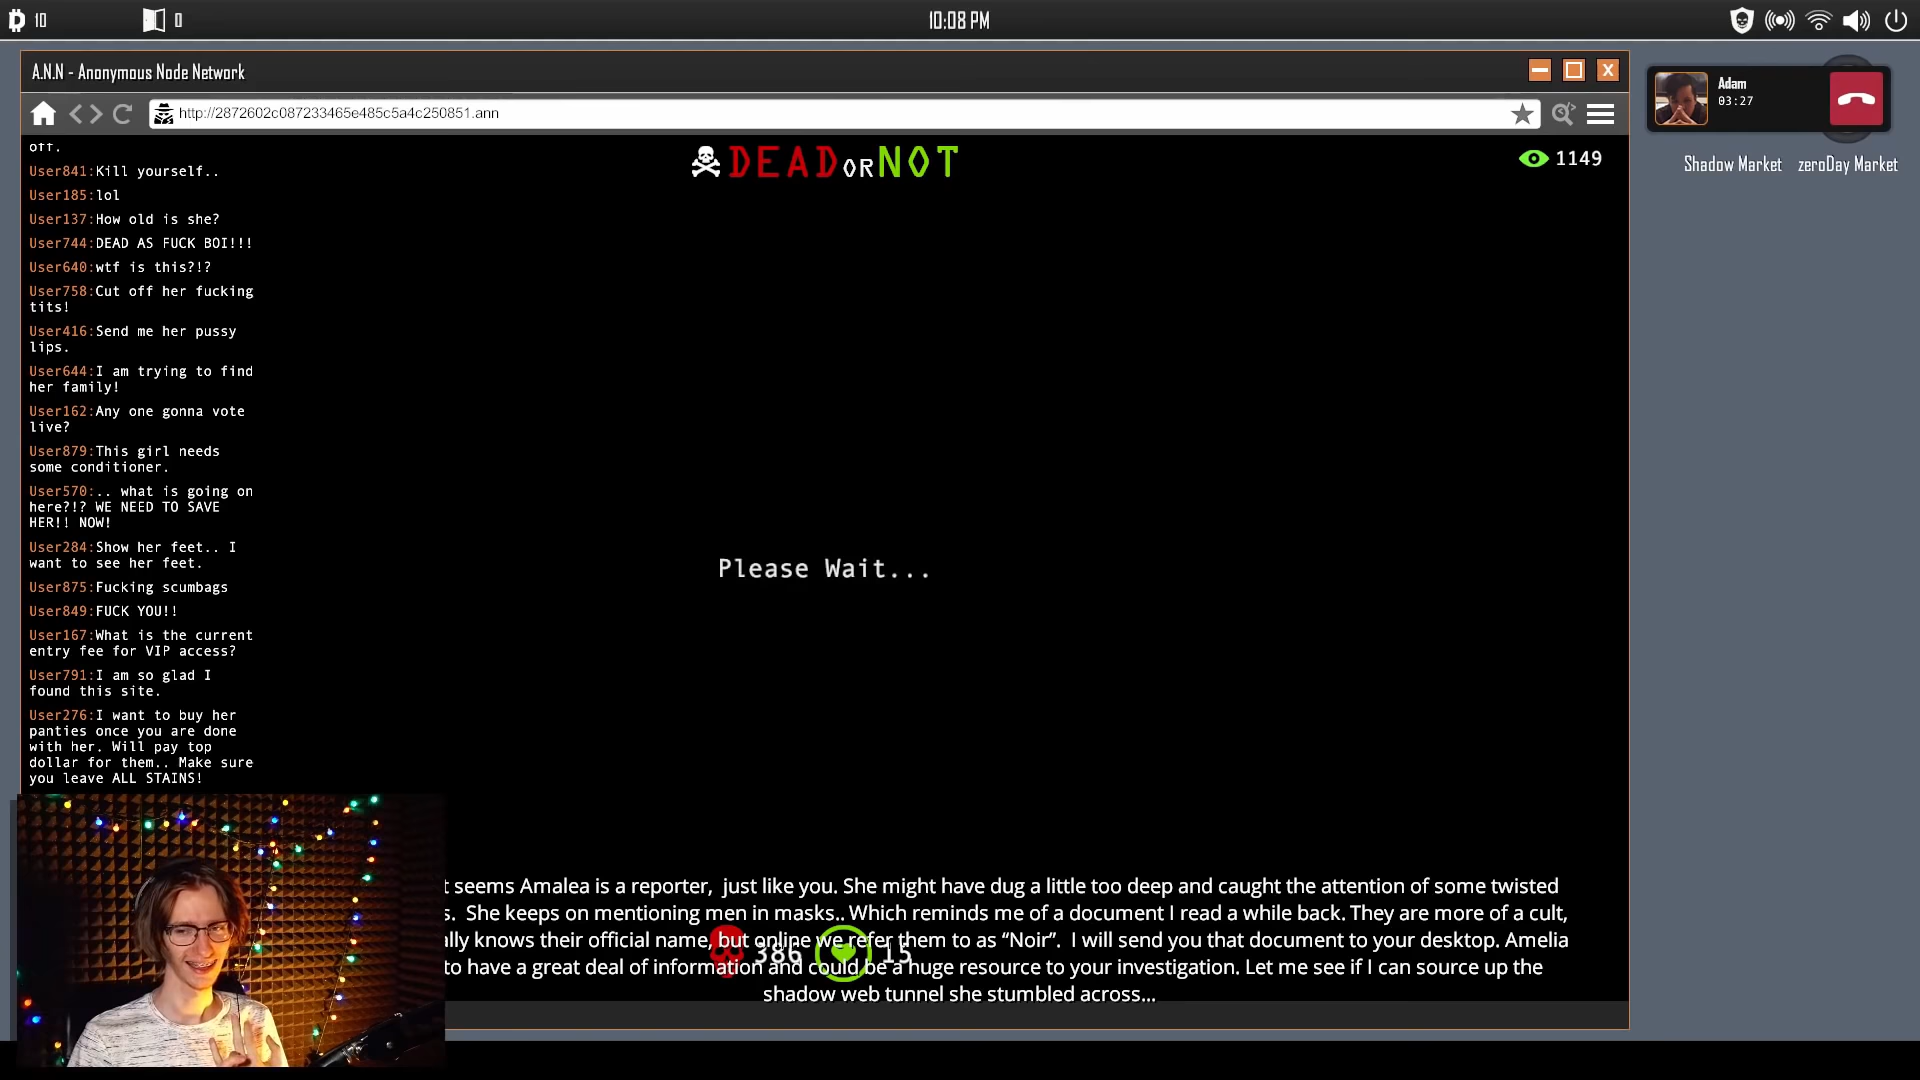 10
0
10:08 PM
A.N.N - Anonymous Node Network
http://2872602c087233465e485c5a4c250851.ann
Adam
03:27
Shadow Market
zeroDay Market
DEAD OR NOT
1149
off.
User841:Kill yourself..
User185:lol
User137:How old is she?
User744:DEAD AS FUCK BOI!!!
User640:wtf is this?!?
User758:Cut off her fucking
tits!
User416:Send me her pussy
lips.
User644:I am trying to find
her family!
User162:Any one gonna vote
live?
User879:This girl needs
some conditioner.
User570:.. what is going on
here?!? WE NEED TO SAVE
HER!! NOW!
User284:Show her feet.. I
want to see her feet.
User875:Fucking scumbags
User849:FUCK YOU!!
User167:What is the current
entry fee for VIP access?
User791:I am so glad I
found this site.
User276:I want to buy her
panties once you are done
with her. Will pay top
dollar for them.. Make sure
you leave ALL STAINS!
Please Wait...
seems Amalea is a reporter, just like you. She might have dug a little too deep and caught the attention of some twisted
She keeps on mentioning men in masks.. Which reminds me of a document I read a while back. They are more of a cult,
knows their official name, but online we refer them to as “Noir”. I will send you that document to your desktop. Amelia
to have a great deal of information and could be a huge resource to your investigation. Let me see if I can source up the
shadow web tunnel she stumbled across...
386
15